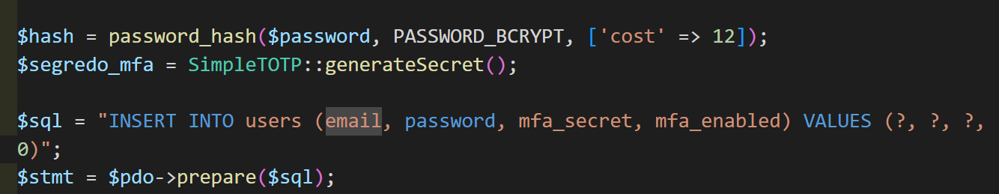 $hash = password_hash($password, PASSWORD_BCRYPT, ['cost' => 12]);
$segredo_mfa = SimpleTOTP::generateSecret();
$sql = "INSERT INTO users (email, password, mfa_secret, mfa_enabled) VALUES (?, ?, ?,
0)";
$stmt = $pdo->prepare($sql);